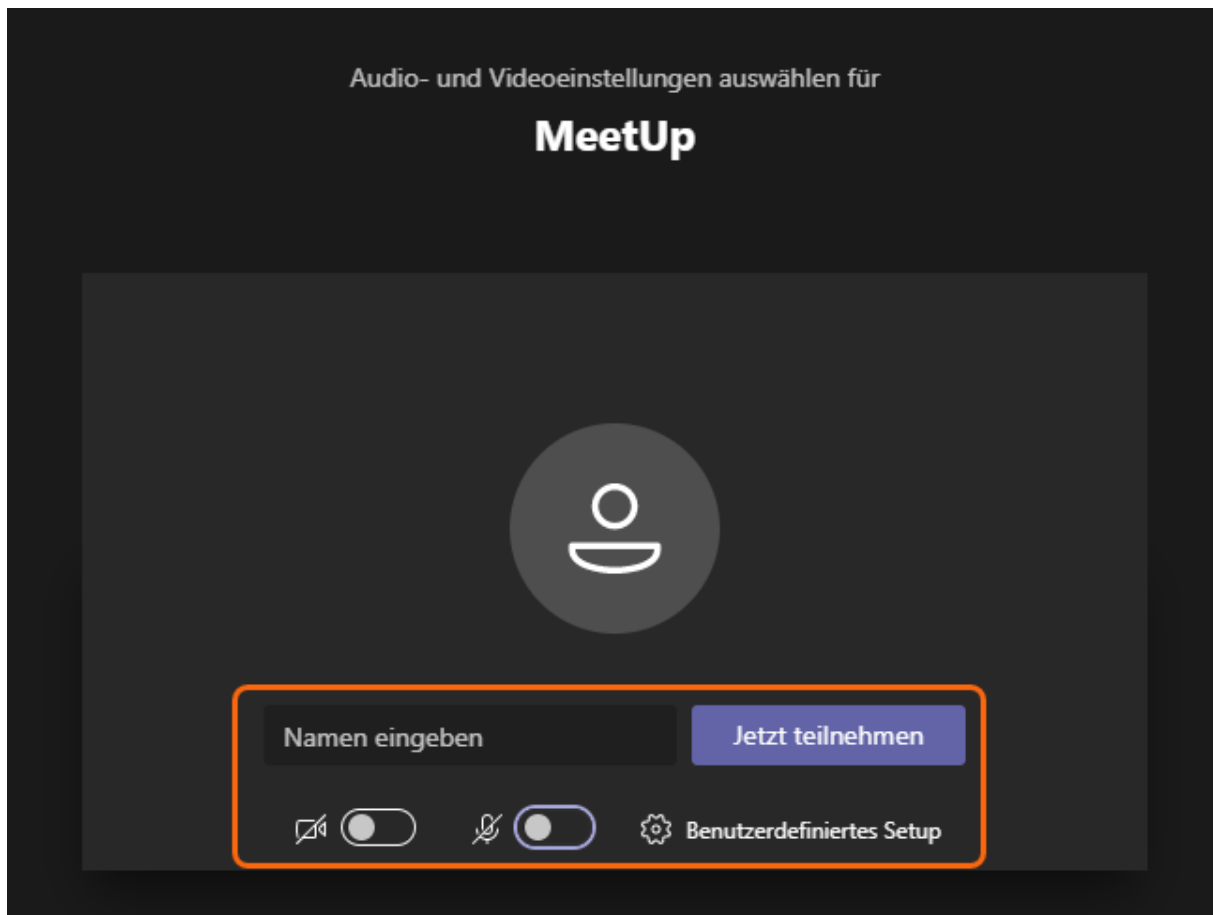 Audio- und Videoeinstellungen auswählen für
MeetUp
Namen eingeben
Jetzt teilnehmen
Benutzerdefiniertes Setup